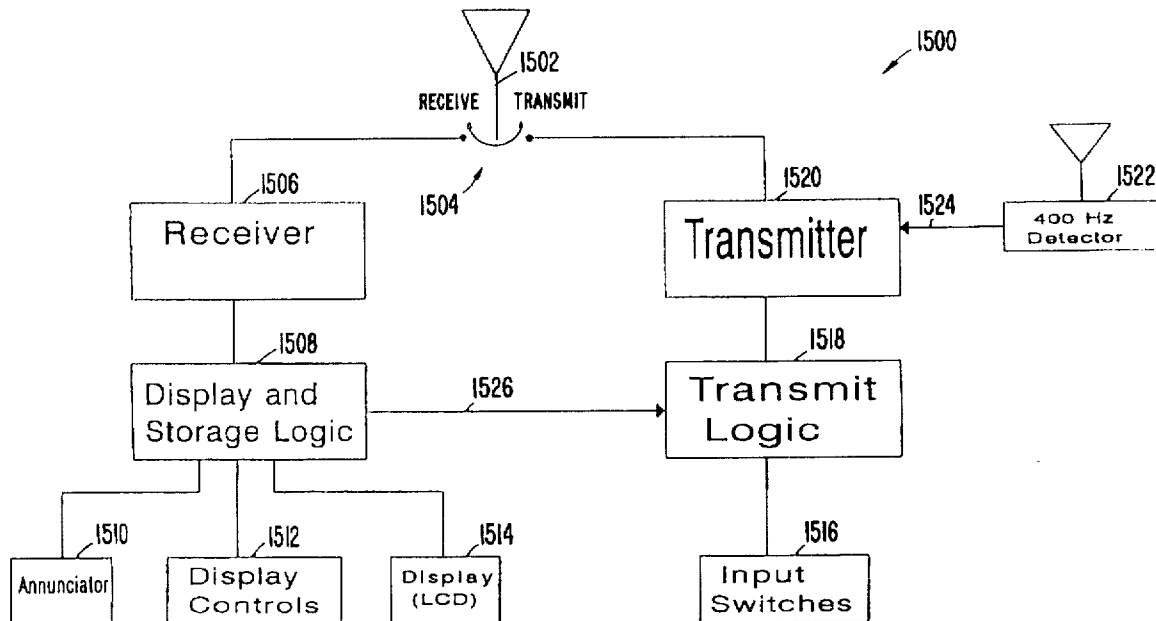 1500
1502
RECEIVE TRANSMIT
1504
1506
Receiver
1520
Transmitter
1522
400 Hz
Detector
1524
1508
Display and
Storage Logic
1526
1518
Transmit
Logic
1510
Annunciator
1512
Display
Controls
1514
Display
(LCD)
1516
Input
Switches